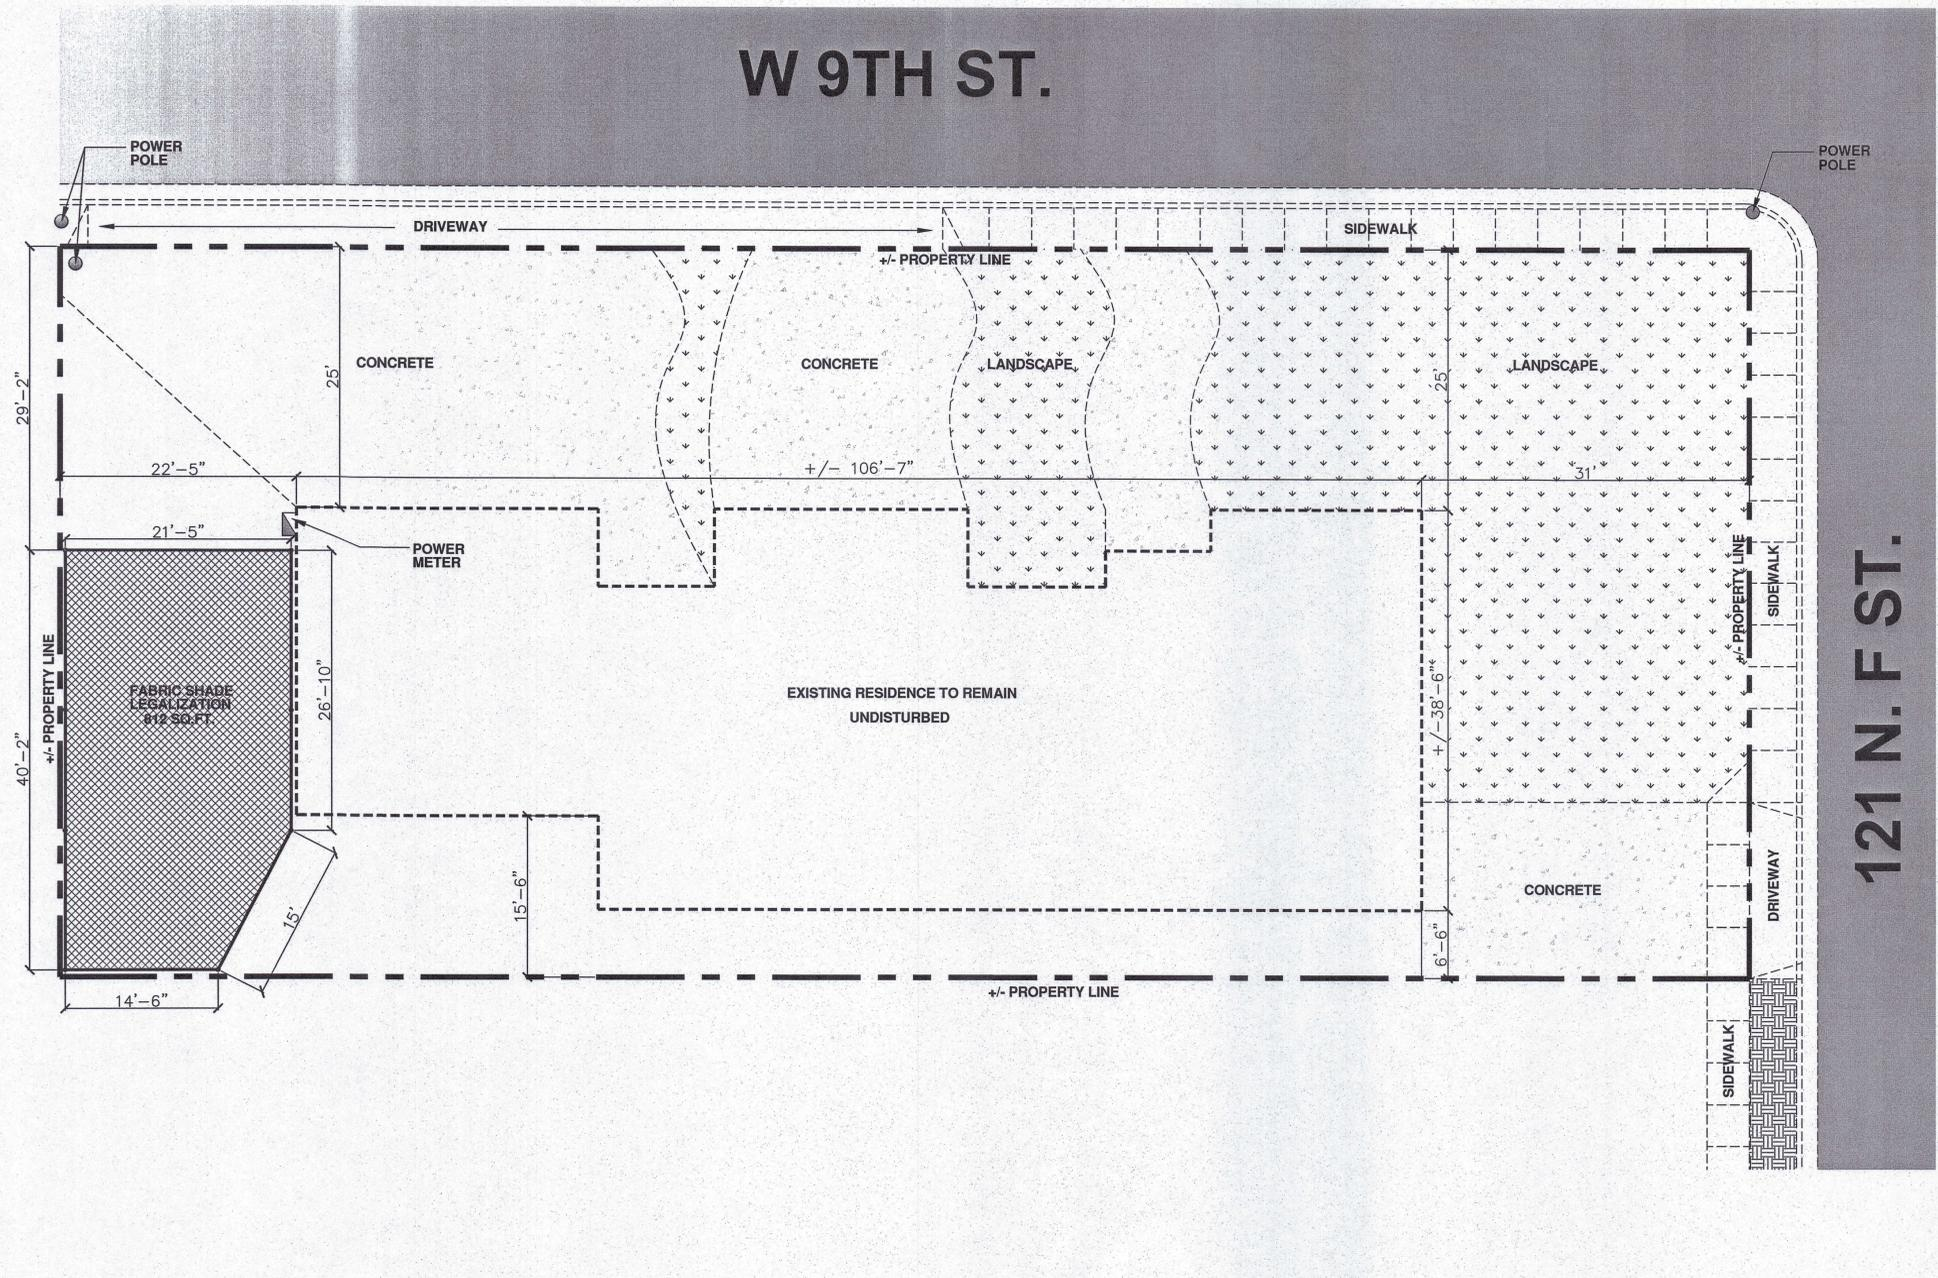 W 9TH ST.
POWER
POLE
POWER
POLE
DRIVEWAY
SIDEWALK
+/- PROPERTY LINE
29'-2"
25'
CONCRETE
CONCRETE
LANDSCAPE
25'
LANDSCAPE
22'-5"
+/- 106'-7"
31'
21'-5"
POWER
METER
+/- PROPERTY LINE
SIDEWALK
121 N. F ST.
+/- PROPERTY LINE
FABRIC SHADE
LEGALIZATION
812 SQ.FT.
26'-10"
EXISTING RESIDENCE TO REMAIN
UNDISTURBED
+/-38'-6"
40'-2"
15'-6"
15'
CONCRETE
DRIVEWAY
6'-6"
14'-6"
+/- PROPERTY LINE
SIDEWALK